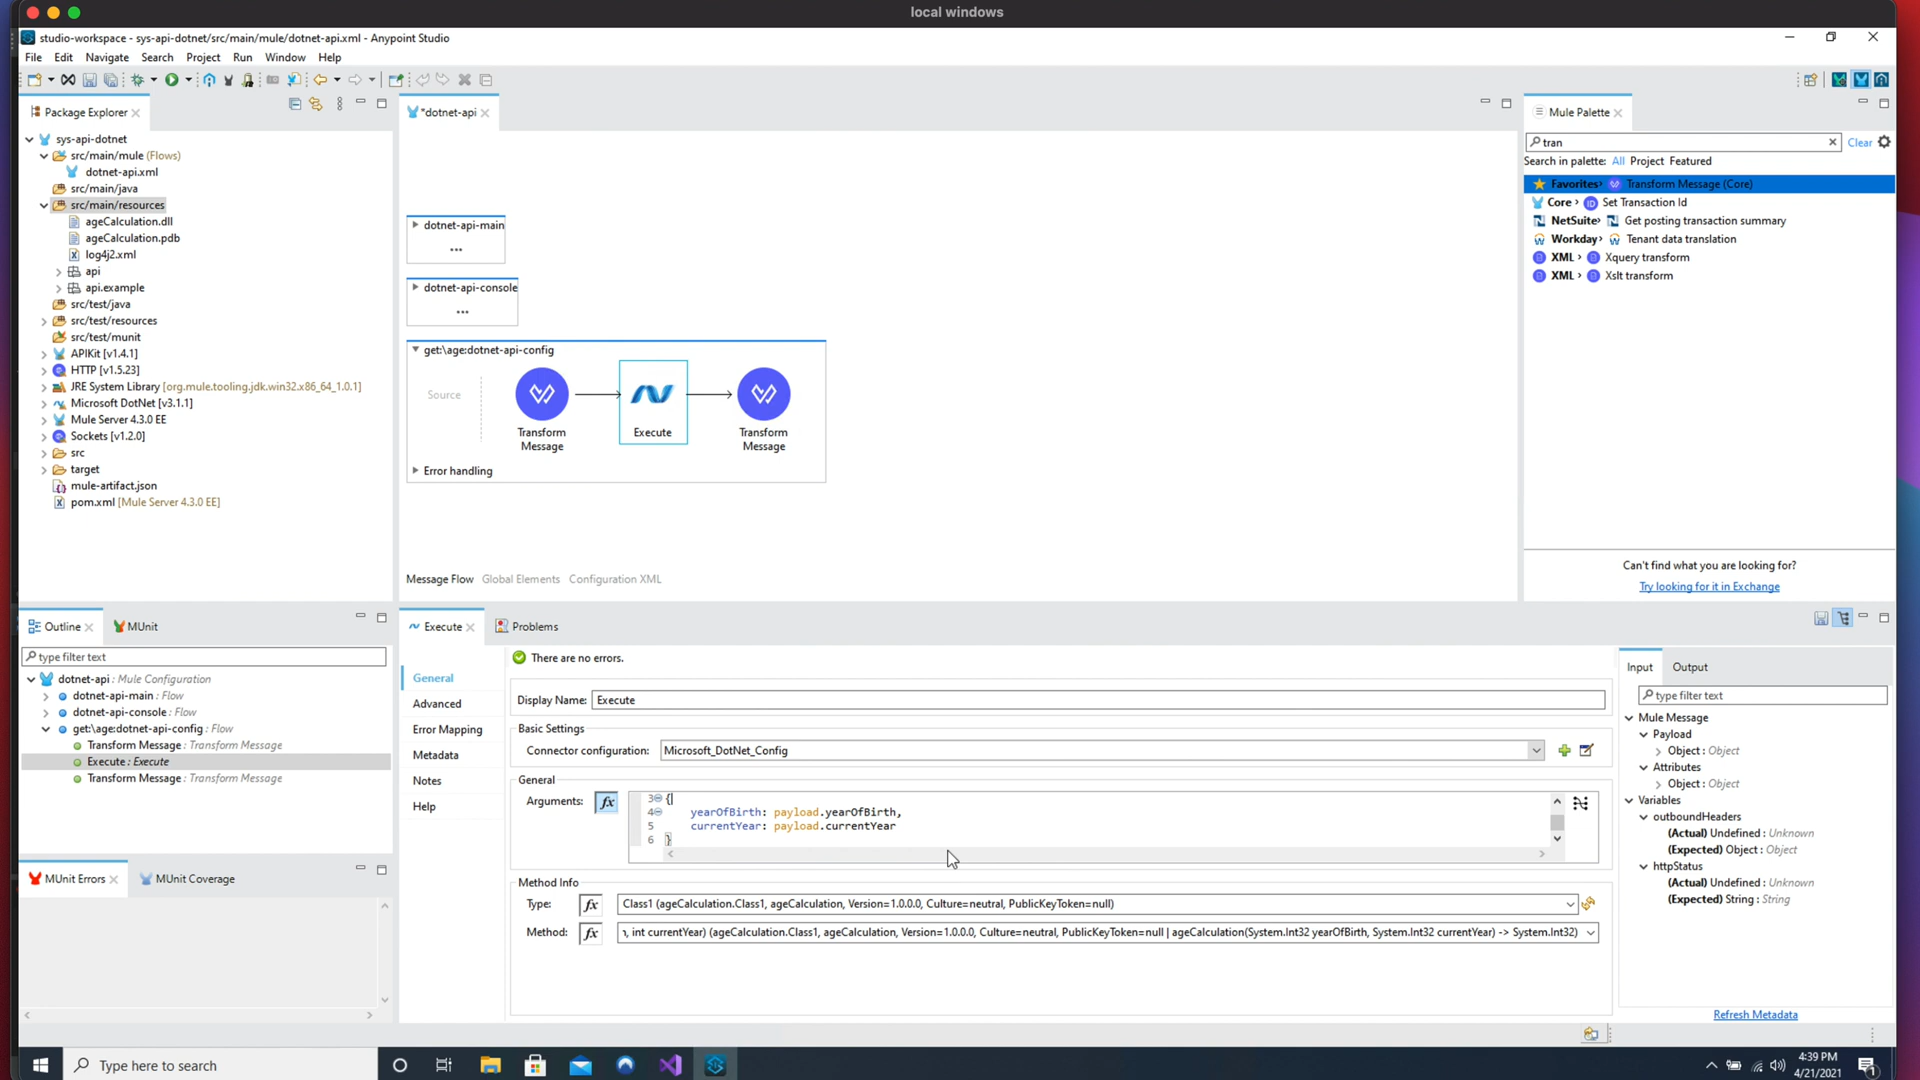 local windows
studio-workspace - sys-api-dotnet/src/main/mule/dotnet-api.xml - Anypoint Studio
File Edit Navigate Search Project Run Window Help
Package Explorer
sys-api-dotnet
src/main/mule (Flows)
dotnet-api.xml
src/main/java
src/main/resources
ageCalculation.dll
ageCalculation.pdb
log4j2.xml
api
api.example
src/test/java
src/test/resources
src/test/munit
APIKit [v1.4.1]
HTTP [v1.5.23]
JRE System Library [org.mule.tooling.jdk.win32.x86_64_1.0.1]
Microsoft DotNet [v3.1.1]
Mule Server 4.3.0 EE
Sockets [v1.2.0]
src
target
mule-artifact.json
pom.xml [Mule Server 4.3.0 EE]
*dotnet-api
dotnet-api-main
...
dotnet-api-console
...
get:\age:dotnet-api-config
Source
Transform Message
Execute
Transform Message
Error handling
Message Flow Global Elements Configuration XML
Mule Palette
tran
Clear
Search in palette: All Project Featured
Favorites› Transform Message (Core)
Core › Set Transaction Id
NetSuite› Get posting transaction summary
Workday› Tenant data translation
XML › Xquery transform
XML › Xslt transform
Can't find what you are looking for?
Try looking for it in Exchange
Outline
MUnit
type filter text
dotnet-api : Mule Configuration
dotnet-api-main : Flow
dotnet-api-console : Flow
get:\age:dotnet-api-config : Flow
Transform Message : Transform Message
Execute : Execute
Transform Message : Transform Message
MUnit Errors
MUnit Coverage
Execute
Problems
General
Advanced
Error Mapping
Metadata
Notes
Help
There are no errors.
Display Name: Execute
Basic Settings
Connector configuration: Microsoft_DotNet_Config
General
Arguments: fx
3 {
4 yearOfBirth: payload.yearOfBirth,
5 currentYear: payload.currentYear
6 }
Method Info
Type: fx Class1 (ageCalculation.Class1, ageCalculation, Version=1.0.0.0, Culture=neutral, PublicKeyToken=null)
Method: fx , int currentYear) (ageCalculation.Class1, ageCalculation, Version=1.0.0.0, Culture=neutral, PublicKeyToken=null | ageCalculation(System.Int32 yearOfBirth, System.Int32 currentYear) -> System.Int32)
Input Output
type filter text
Mule Message
Payload
Object : Object
Attributes
Object : Object
Variables
outboundHeaders
(Actual) Undefined : Unknown
(Expected) Object : Object
httpStatus
(Actual) Undefined : Unknown
(Expected) String : String
Refresh Metadata
Type here to search
4:39 PM
4/21/2021
1